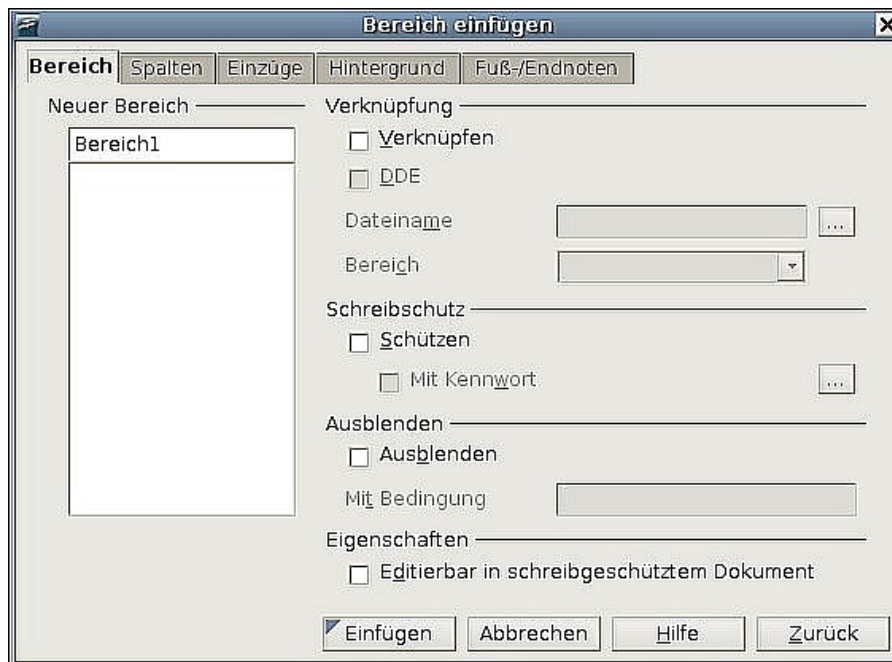 Bereich einfügen
Bereich Spalten Einzüge Hintergrund Fuß-/Endnoten
Neuer Bereich
Bereich1
Verknüpfung
Verknüpfen
DDE
Dateiname ...
Bereich
Schreibschutz
Schützen
Mit Kennwort ...
Ausblenden
Ausblenden
Mit Bedingung
Eigenschaften
Editierbar in schreibgeschütztem Dokument
Einfügen Abbrechen Hilfe Zurück